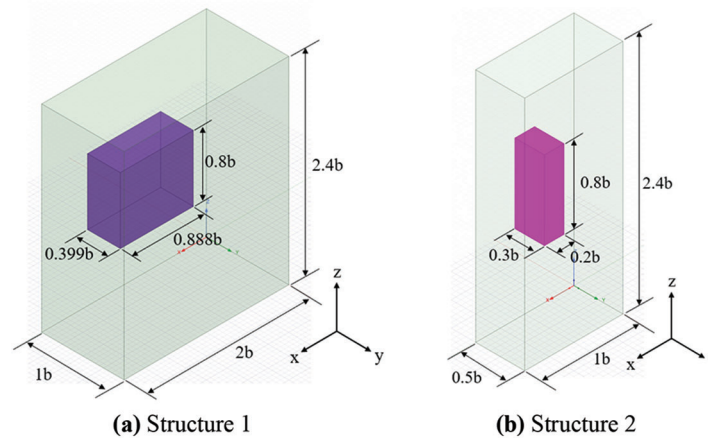 0.8b
2.4b
0.399b
0.888b
z
x
y
1b
2b
(a) Structure 1
0.8b
2.4b
0.3b
0.2b
z
x
0.5b
1b
(b) Structure 2